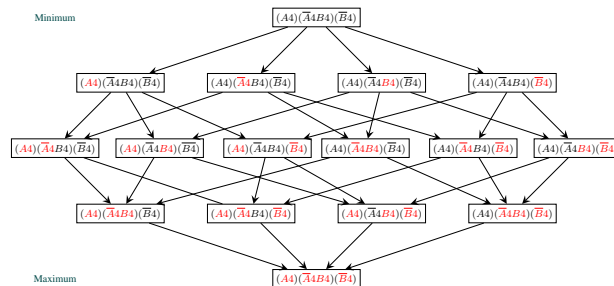 Minimum (A4)(A̅4B4)(B̅4)
(A4)(A̅4B4)(B̅4) (A4)(A̅4B4)(B̅4) (A4)(A̅4B4)(B̅4) (A4)(A̅4B4)(B̅4)
(A4)(A̅4B4)(B̅4) (A4)(A̅4B4)(B̅4) (A4)(A̅4B4)(B̅4) (A4)(A̅4B4)(B̅4) (A4)(A̅4B4)(B̅4) (A4)(A̅4B4)(B̅4)
(A4)(A̅4B4)(B̅4) (A4)(A̅4B4)(B̅4) (A4)(A̅4B4)(B̅4) (A4)(A̅4B4)(B̅4)
Maximum (A4)(A̅4B4)(B̅4)